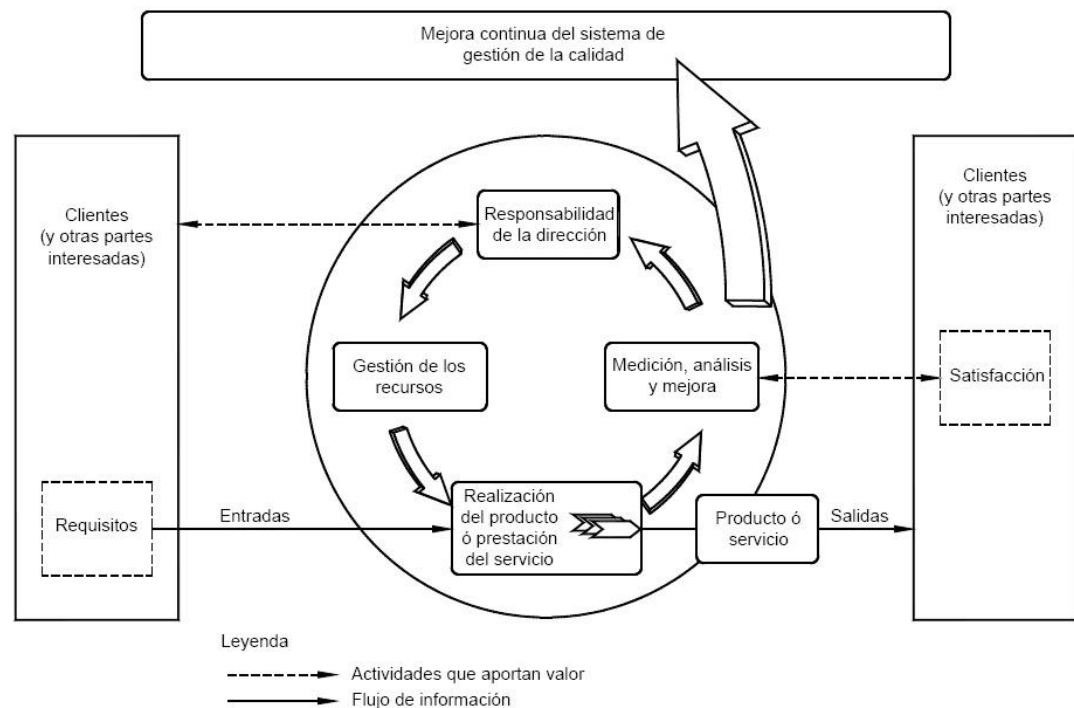 Mejora continua del sistema de
gestión de la calidad
Clientes
(y otras partes
interesadas)
Responsabilidad
de la dirección
Clientes
(y otras partes
interesadas)
Gestión de los
recursos
Medición, análisis
y mejora
Satisfacción
Requisitos
Entradas
Realización
del producto
ó prestación
del servicio
Producto ó
servicio
Salidas
Leyenda
Actividades que aportan valor
Flujo de información